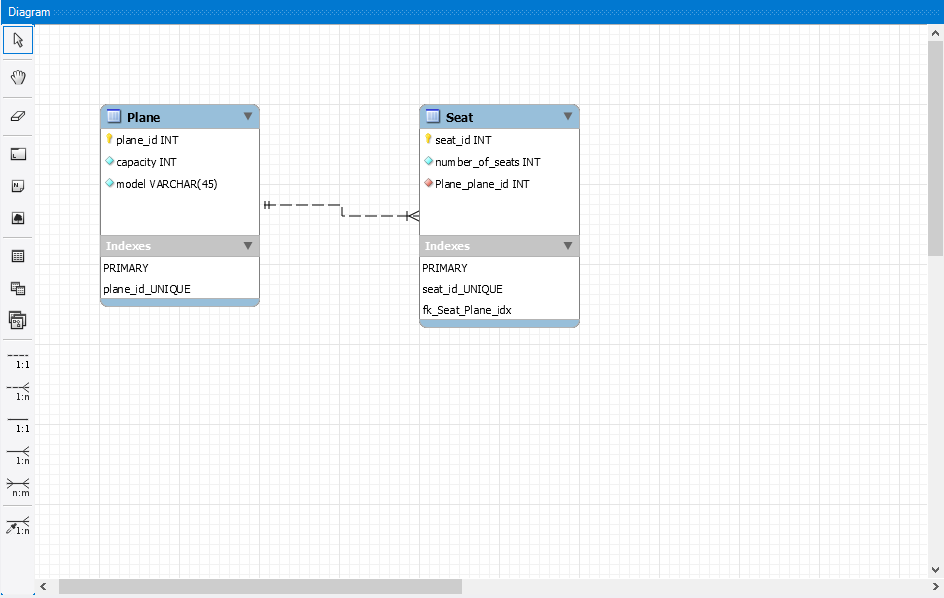 Diagram
Plane
plane_id INT
capacity INT
model VARCHAR(45)
Indexes
PRIMARY
plane_id_UNIQUE
Seat
seat_id INT
number_of_seats INT
Plane_plane_id INT
Indexes
PRIMARY
seat_id_UNIQUE
fk_Seat_Plane_idx
N
1:1
1:n
1:1
1:n
n:m
1:n